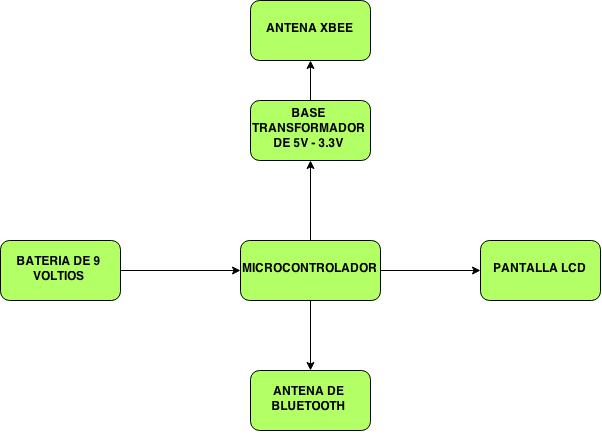 ANTENA XBEE
BASE
TRANSFORMADOR
DE 5V - 3.3V
BATERIA DE 9
VOLTIOS
MICROCONTROLADOR
PANTALLA LCD
ANTENA DE
BLUETOOTH